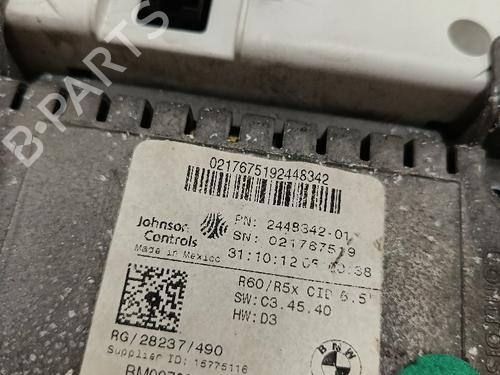 B-PARTS
0217675192448342
Johnson Controls
PN: 2448342-01
SN: 021767519
Made in Mexico
31:10:12
R60/R5x CID 6.5"
SW:C3.45.40
HW:D3
RG/28237/490
Supplier ID: 15775116
BMW